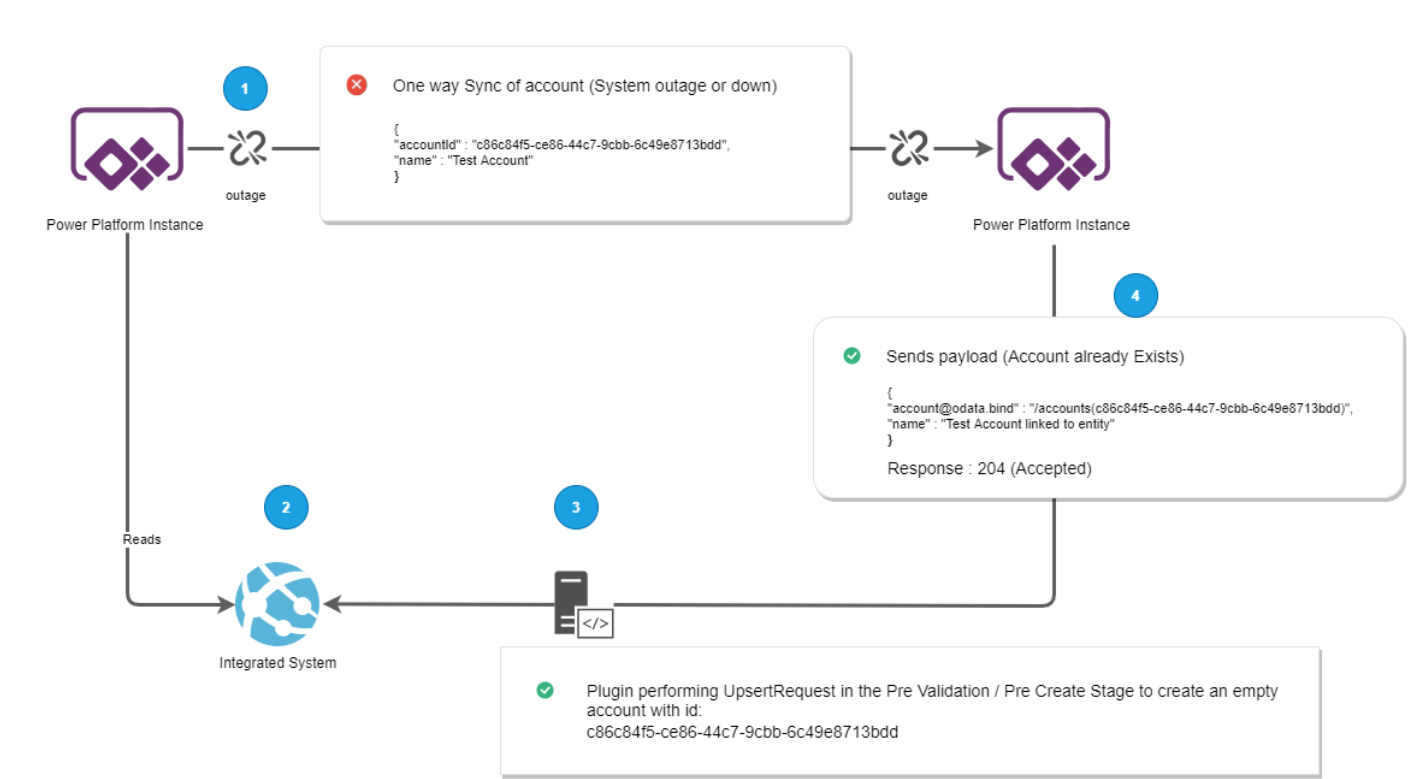 1
One way Sync of account (System outage or down)
{
"accountId" : "c86c84f5-ce86-44c7-9cbb-6c49e8713bdd",
"name" : "Test Account"
}
outage
outage
Power Platform Instance
Power Platform Instance
4
Sends payload (Account already Exists)
{
"account@odata.bind" : "/accounts(c86c84f5-ce86-44c7-9cbb-6c49e8713bdd)",
"name" : "Test Account linked to entity"
}
Response : 204 (Accepted)
2
3
Reads
</>
Integrated System
Plugin performing UpsertRequest in the Pre Validation / Pre Create Stage to create an empty
account with id:
c86c84f5-ce86-44c7-9cbb-6c49e8713bdd